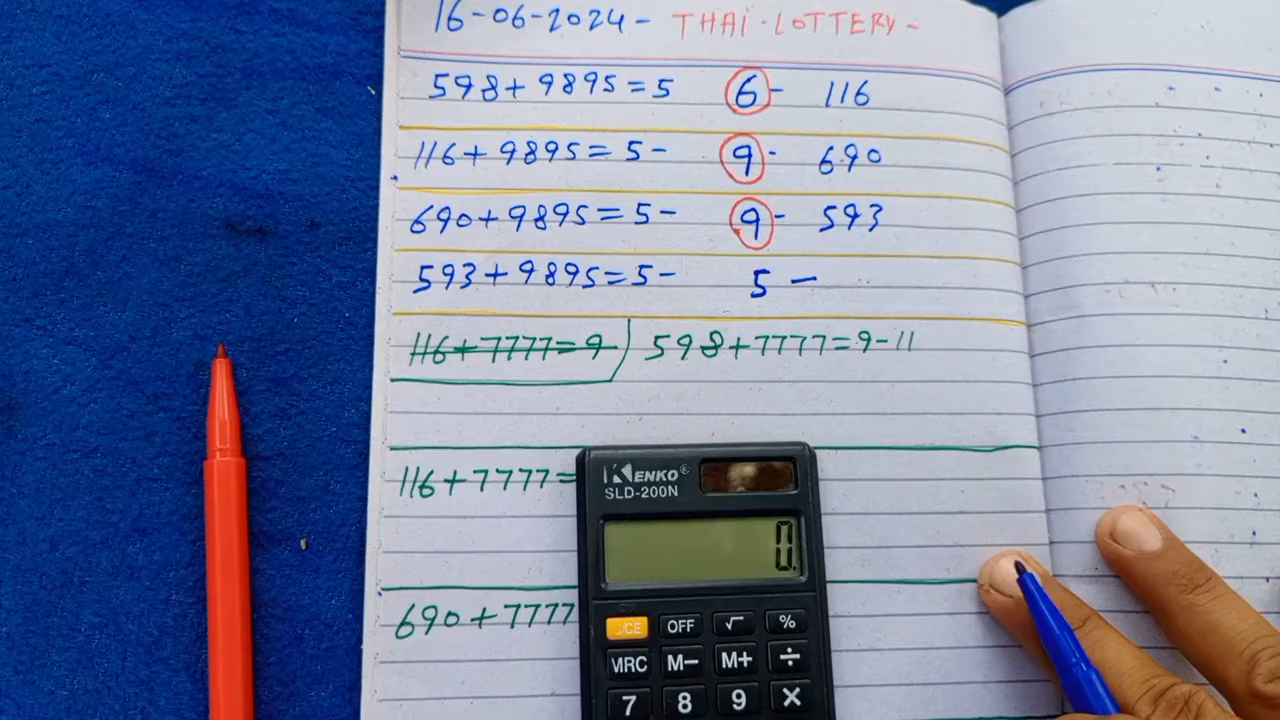 16-06-2024- THAI·LOTTERY-
598+9895=5 6- 116
116+9895=5- 9- 690
690+9895=5- 9- 593
593+9895=5- 5-
116+7777=9 598+7777=9-11
116+7777=
690+7777
KENKO®
SLD-200N
0.
OFF √ %
MRC M− M+ ÷
7 8 9 X